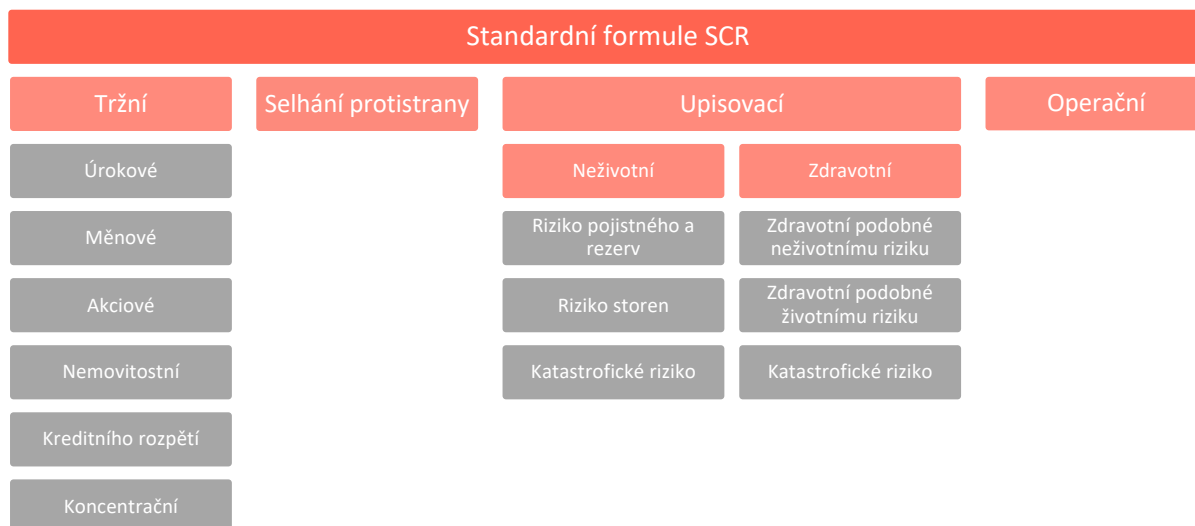 Standardní formule SCR
Tržní
Selhání protistrany
Upisovací
Operační
Úrokové
Neživotní
Zdravotní
Měnové
Riziko pojistného a
rezerv
Zdravotní podobné
neživotnímu riziku
Akciové
Riziko storen
Zdravotní podobné
životnímu riziku
Nemovitostní
Katastrofické riziko
Katastrofické riziko
Kreditního rozpětí
Koncentrační